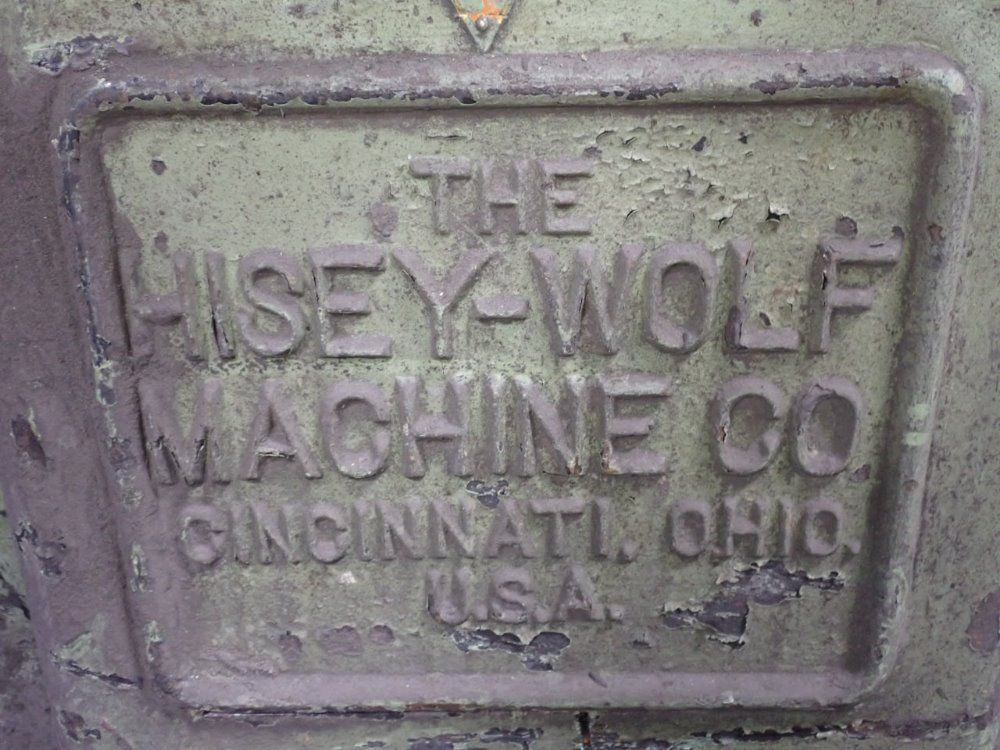 THE
HISEY-WOLF
MACHINE CO
CINCINNATI, OHIO.
U.S.A.